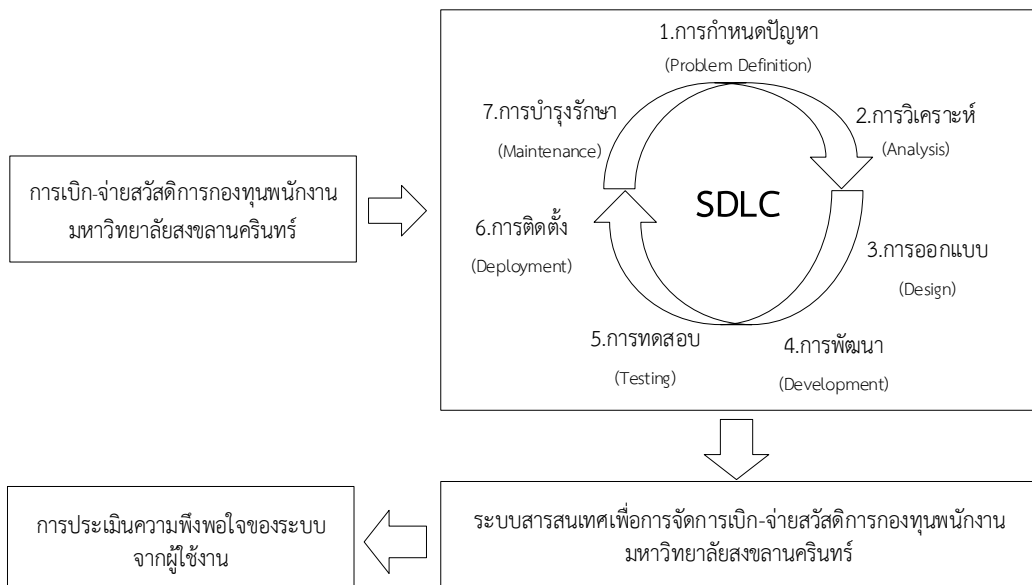 การเบิก-จ่ายสวัสดิการกองทุนพนักงาน
มหาวิทยาลัยสงขลานครินทร์
1.การกำหนดปัญหา
(Problem Definition)
2.การวิเคราะห์
(Analysis)
3.การออกแบบ
(Design)
4.การพัฒนา
(Development)
5.การทดสอบ
(Testing)
6.การติดตั้ง
(Deployment)
7.การบำรุงรักษา
(Maintenance)
SDLC
ระบบสารสนเทศเพื่อการจัดการเบิก-จ่ายสวัสดิการกองทุนพนักงาน
มหาวิทยาลัยสงขลานครินทร์
การประเมินความพึงพอใจของระบบ
จากผู้ใช้งาน